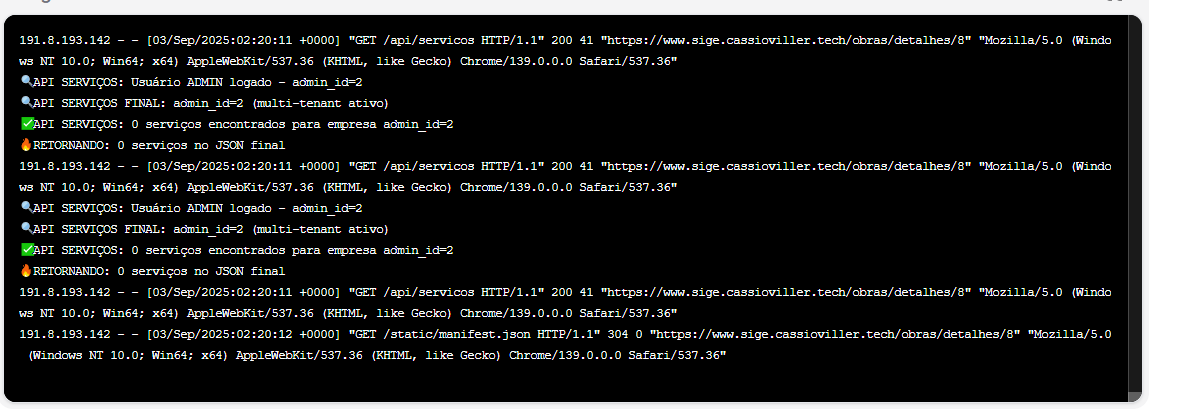 191.8.193.142 - - [03/Sep/2025:02:20:11 +0000] "GET /api/servicos HTTP/1.1" 200 41 "https://www.sige.cassioviller.tech/obras/detalhes/8" "Mozilla/5.0 (Windo
ws NT 10.0; Win64; x64) AppleWebKit/537.36 (KHTML, like Gecko) Chrome/139.0.0.0 Safari/537.36"
🔍API SERVIÇOS: Usuário ADMIN logado - admin_id=2
🔍API SERVIÇOS FINAL: admin_id=2 (multi-tenant ativo)
✅API SERVIÇOS: 0 serviços encontrados para empresa admin_id=2
🔥RETORNANDO: 0 serviços no JSON final
191.8.193.142 - - [03/Sep/2025:02:20:11 +0000] "GET /api/servicos HTTP/1.1" 200 41 "https://www.sige.cassioviller.tech/obras/detalhes/8" "Mozilla/5.0 (Windo
ws NT 10.0; Win64; x64) AppleWebKit/537.36 (KHTML, like Gecko) Chrome/139.0.0.0 Safari/537.36"
🔍API SERVIÇOS: Usuário ADMIN logado - admin_id=2
🔍API SERVIÇOS FINAL: admin_id=2 (multi-tenant ativo)
✅API SERVIÇOS: 0 serviços encontrados para empresa admin_id=2
🔥RETORNANDO: 0 serviços no JSON final
191.8.193.142 - - [03/Sep/2025:02:20:11 +0000] "GET /api/servicos HTTP/1.1" 200 41 "https://www.sige.cassioviller.tech/obras/detalhes/8" "Mozilla/5.0 (Windo
ws NT 10.0; Win64; x64) AppleWebKit/537.36 (KHTML, like Gecko) Chrome/139.0.0.0 Safari/537.36"
191.8.193.142 - - [03/Sep/2025:02:20:12 +0000] "GET /static/manifest.json HTTP/1.1" 304 0 "https://www.sige.cassioviller.tech/obras/detalhes/8" "Mozilla/5.0
(Windows NT 10.0; Win64; x64) AppleWebKit/537.36 (KHTML, like Gecko) Chrome/139.0.0.0 Safari/537.36"